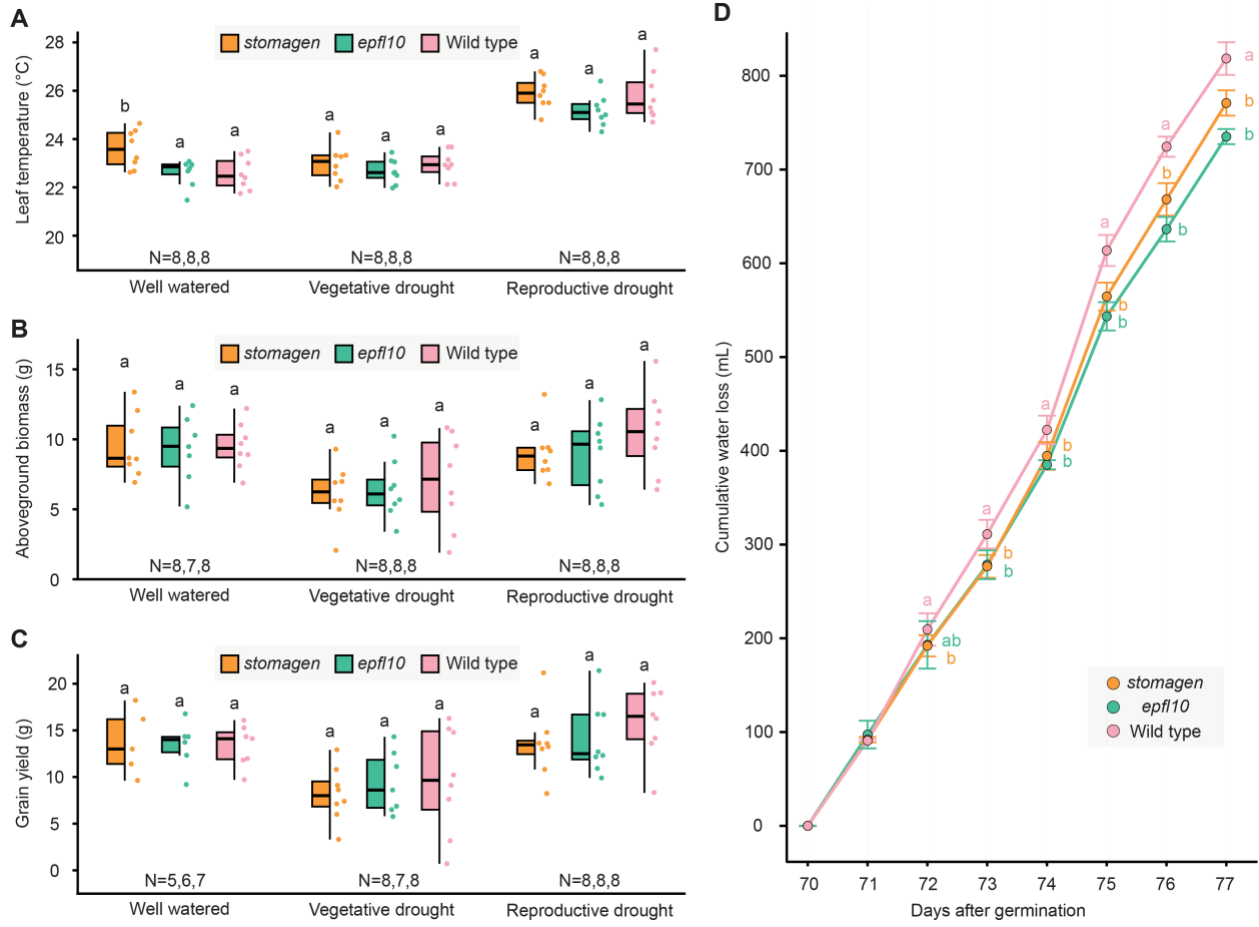 A
stomagen epfl10 Wild type
Leaf temperature (°C)
28
26
24
22
20
b a a a a a a a a
N=8,8,8 N=8,8,8 N=8,8,8
Well watered Vegetative drought Reproductive drought
B
stomagen epfl10 Wild type
Aboveground biomass (g)
15
10
5
0
a a a a a a a a a
N=8,7,8 N=8,8,8 N=8,8,8
Well watered Vegetative drought Reproductive drought
C
stomagen epfl10 Wild type
Grain yield (g)
20
15
10
5
0
a a a a a a a a a
N=5,6,7 N=8,7,8 N=8,8,8
Well watered Vegetative drought Reproductive drought
D
Cumulative water loss (mL)
800
700
600
500
400
300
200
100
0
a
b
b
a
b
b
a
b
b
a
b
b
a
b
b
a
ab
b
stomagen
epfl10
Wild type
70 71 72 73 74 75 76 77
Days after germination